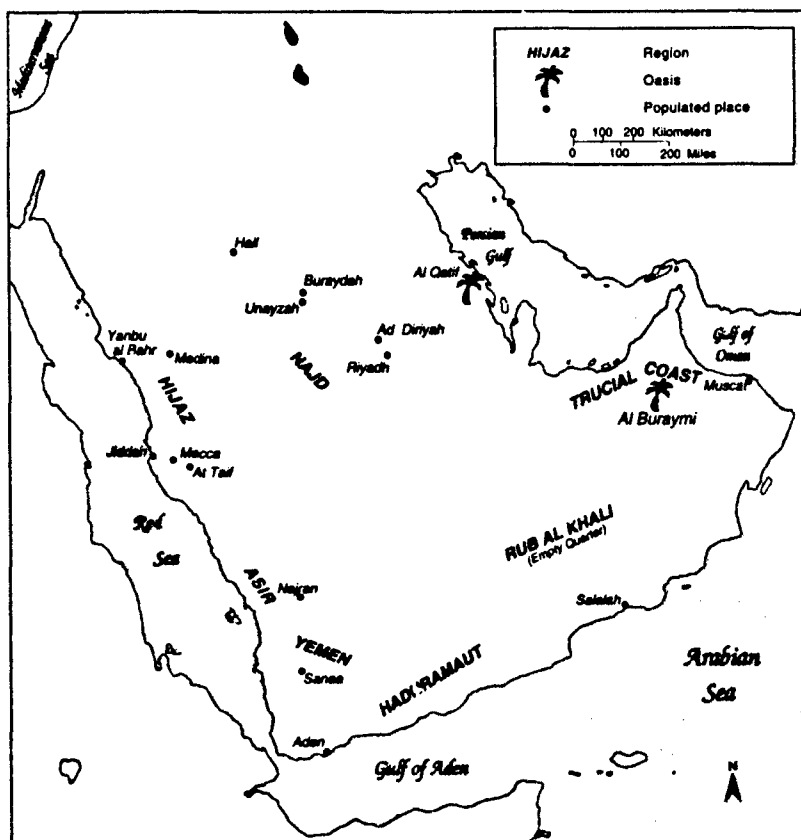 Mediterranean
Sea
HIJAZ Region
Oasis
Populated place
0 100 200 Kilometers
0 100 200 Miles
Hail
Persian
Gulf
Al Qatif
Buraydah
Unayzah
Ad Diriyah
Riyadh
Yanbu
al Bahr
Medina
NAJD
HIJAZ
Gulf of
Oman
TRUCIAL COAST
Muscat
Al Buraymi
Jiddah
Mecca
At Taif
Red
Sea
RUB AL KHALI
(Empty Quarter)
ASIR
Najran
Salalah
YEMEN
Sanaa
HADHRAMAUT
Arabian
Sea
Aden
Gulf of Aden
N